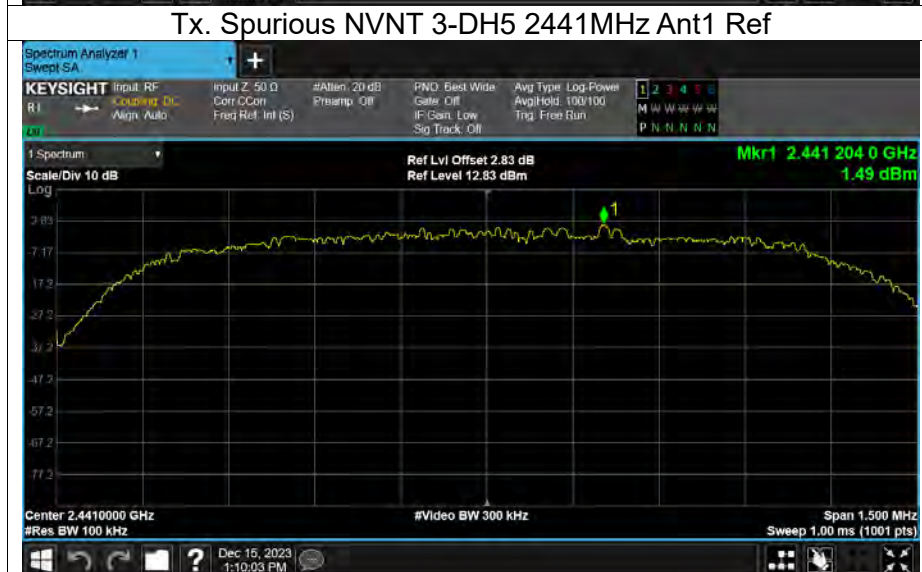 Tx. Spurious NVNT 3-DH5 2441MHz Ant1 Ref
Spectrum Analyzer 1
Swept SA
+
KEYSIGHT Input: RF Input Z: 50 Ω #Atten: 20 dB PNO: Best Wide Avg Type: Log-Power 1 2 3 4 5 6
R L Coupling: DC Corr CCorr Preamp: Off Gate: Off Avg|Hold: 100/100 M W W W W W
Align: Auto Freq Ref: Int (S) IF Gain: Low Trig: Free Run
Sig Track: Off P N N N N N
1 Spectrum Ref Lvl Offset 2.83 dB Mkr1 2.441 204 0 GHz
Scale/Div 10 dB Ref Level 12.83 dBm 1.49 dBm
Log
1
2.83
-7.17
-17.2
-27.2
-37.2
-47.2
-57.2
-67.2
-77.2
Center 2.4410000 GHz #Video BW 300 kHz Span 1.500 MHz
#Res BW 100 kHz Sweep 1.00 ms (1001 pts)
? Dec 15, 2023
1:10:03 PM